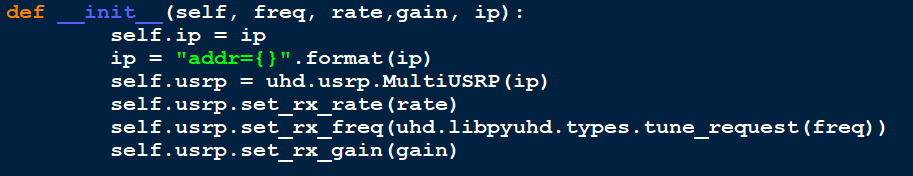 def __init__(self, freq, rate,gain, ip):
self.ip = ip
ip = "addr={}".format(ip)
self.usrp = uhd.usrp.MultiUSRP(ip)
self.usrp.set_rx_rate(rate)
self.usrp.set_rx_freq(uhd.libpyuhd.types.tune_request(freq))
self.usrp.set_rx_gain(gain)